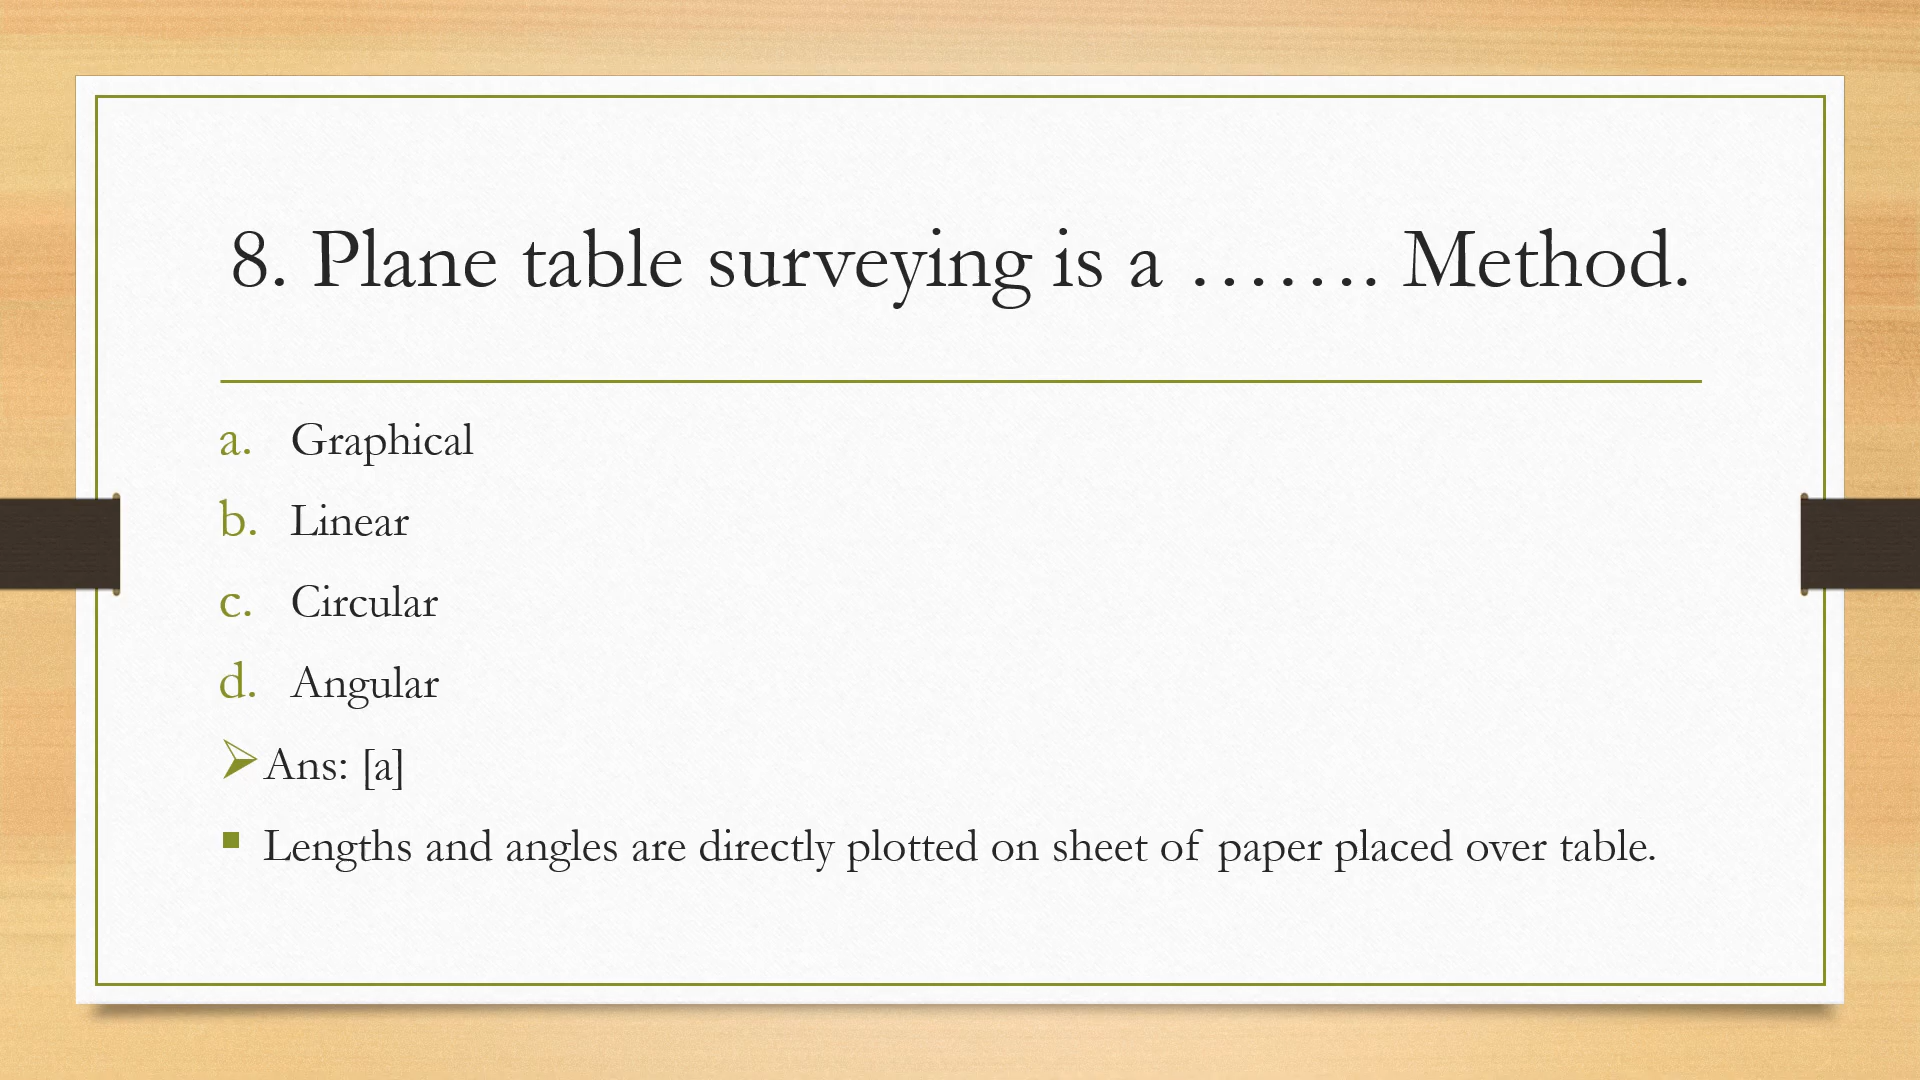 8. Plane table surveying is a ……. Method.
a. Graphical
b. Linear
c. Circular
d. Angular
➢Ans: [a]
▪ Lengths and angles are directly plotted on sheet of paper placed over table.